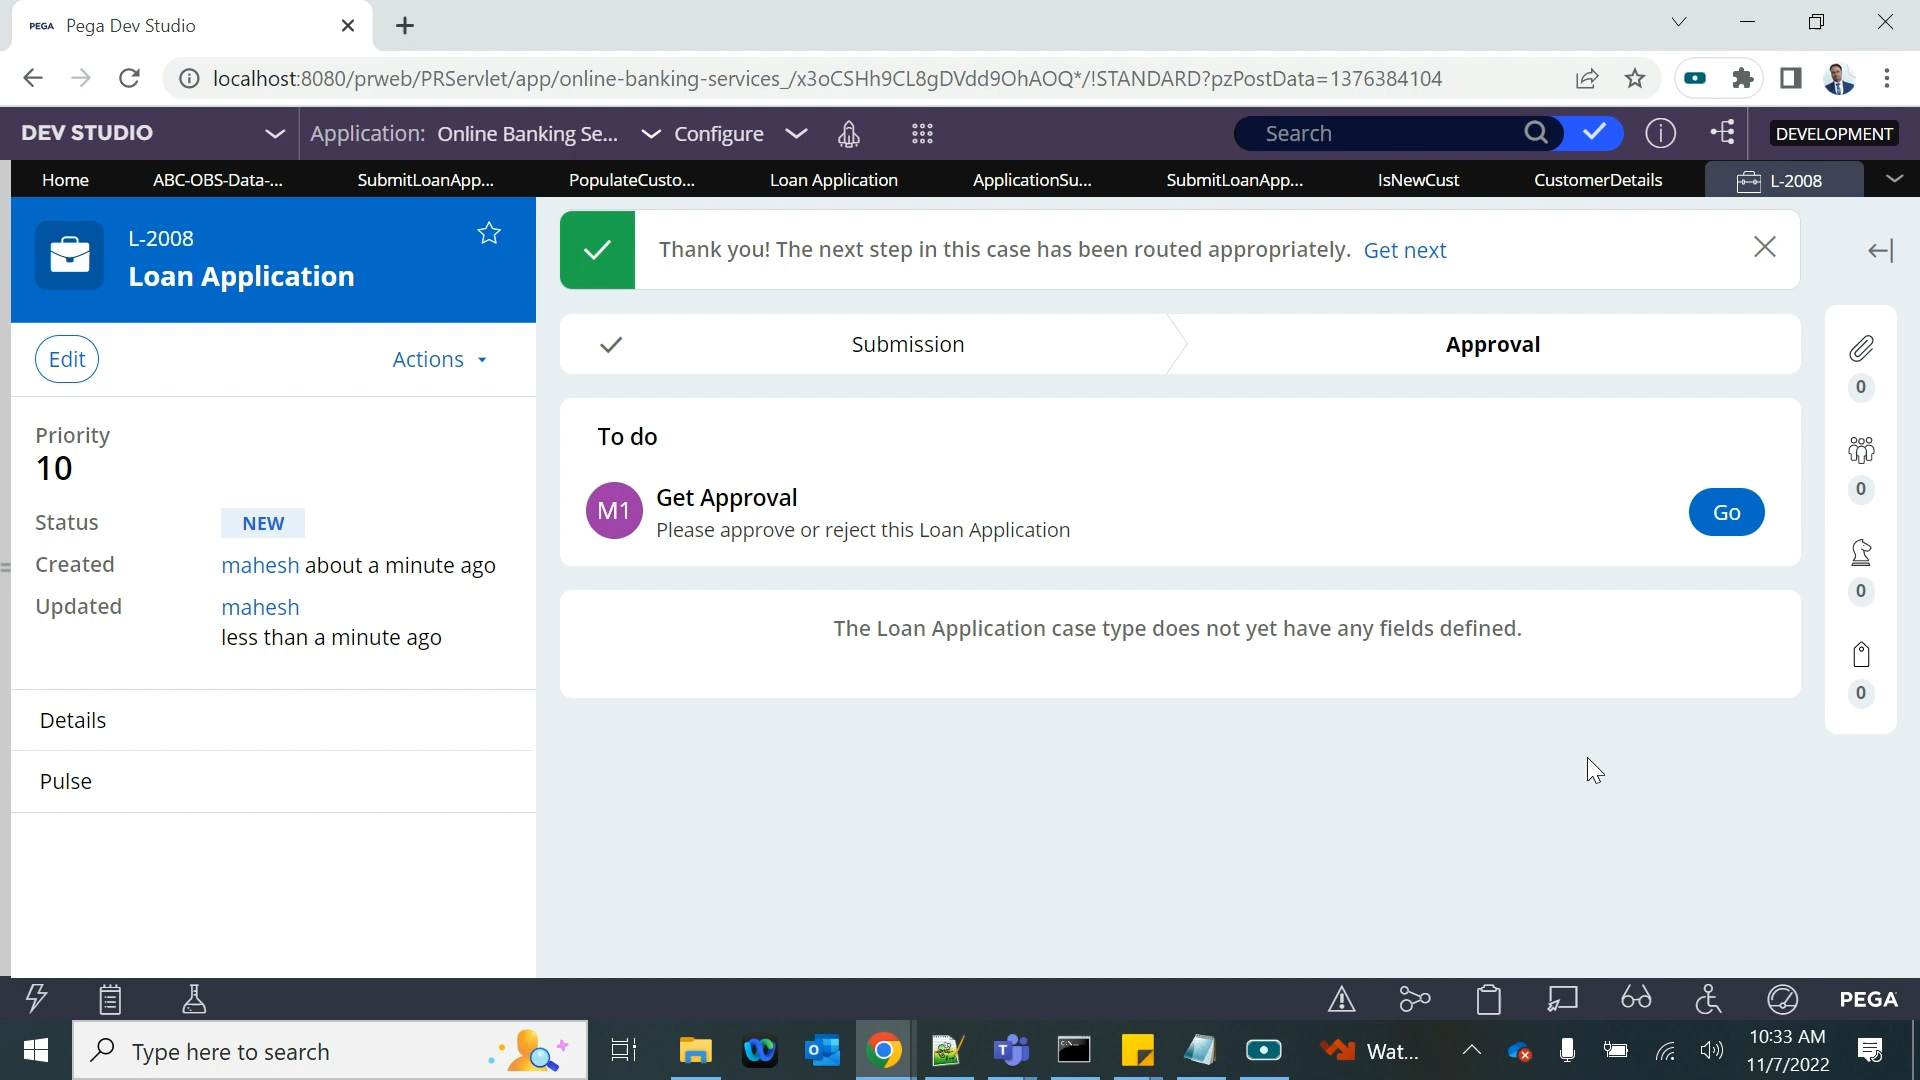 PEGA Pega Dev Studio
localhost:8080/prweb/PRServlet/app/online-banking-services_/x3oCSHh9CL8gDVdd9OhAOQ*/!STANDARD?pzPostData=1376384104
DEV STUDIO Application: Online Banking Se... Configure Search DEVELOPMENT
Home ABC-OBS-Data-... SubmitLoanApp... PopulateCusto... Loan Application ApplicationSu... SubmitLoanApp... IsNewCust CustomerDetails L-2008
L-2008
Loan Application
Edit Actions
Priority
10
Status NEW
Created mahesh about a minute ago
Updated mahesh
less than a minute ago
Details
Pulse
Thank you! The next step in this case has been routed appropriately. Get next
Submission Approval
To do
M1 Get Approval
Please approve or reject this Loan Application
Go
The Loan Application case type does not yet have any fields defined.
0
0
0
0
PEGA
Type here to search
Wat...
10:33 AM
11/7/2022